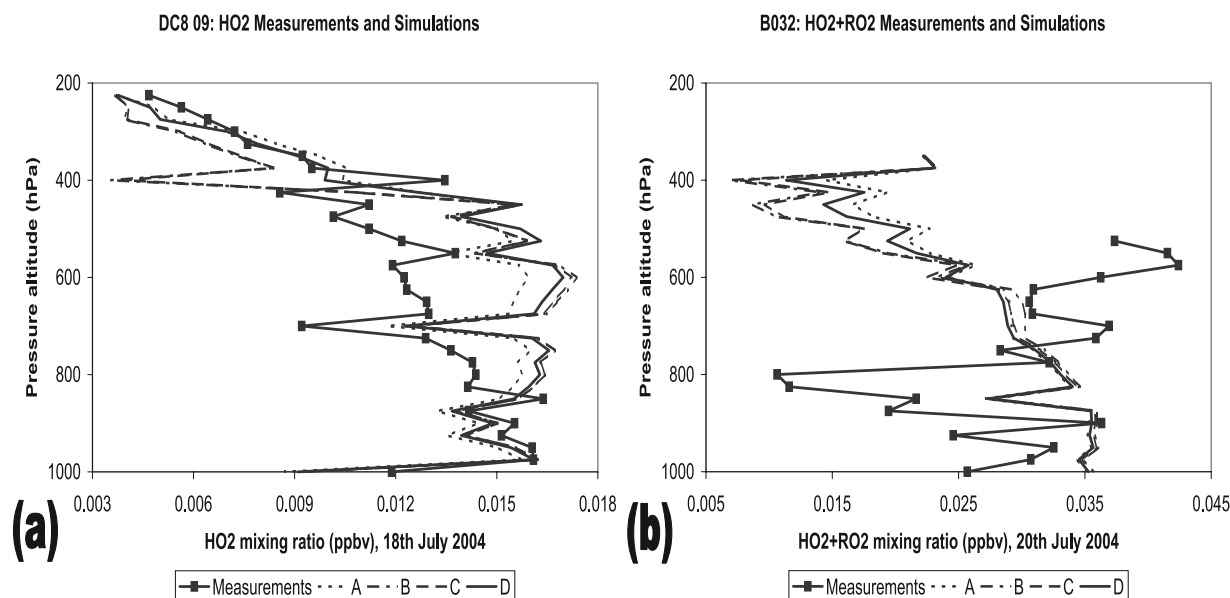 DC8 09: HO2 Measurements and Simulations
200
400
600
800
1000
Pressure altitude (hPa)
0.003 0.006 0.009 0.012 0.015 0.018
(a)
HO2 mixing ratio (ppbv), 18th July 2004
Measurements A B C D
B032: HO2+RO2 Measurements and Simulations
200
400
600
800
1000
Pressure altitude (hPa)
0.005 0.015 0.025 0.035 0.045
(b)
HO2+RO2 mixing ratio (ppbv), 20th July 2004
Measurements A B C D